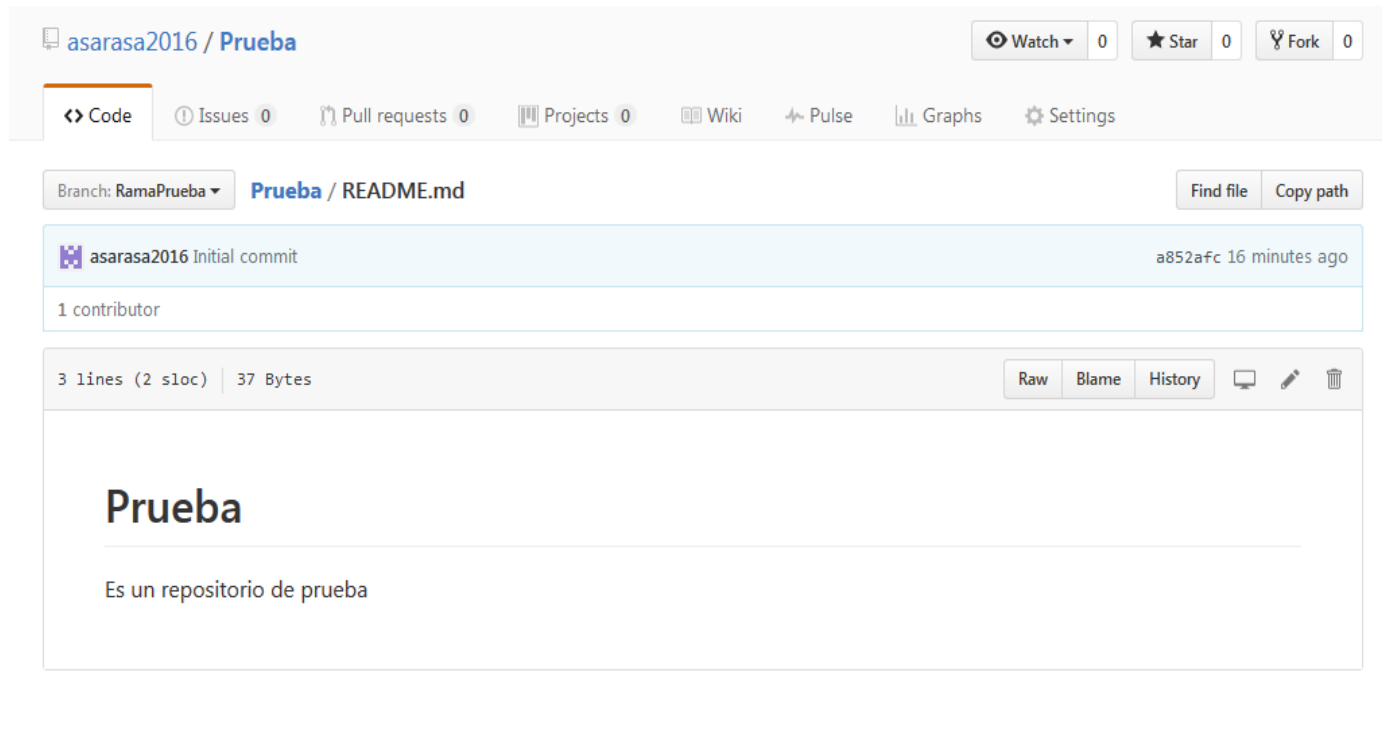 asarasa2016 / Prueba Watch 0 Star 0 Fork 0
Code Issues 0 Pull requests 0 Projects 0 Wiki Pulse Graphs Settings
Branch: RamaPrueba Prueba / README.md Find file Copy path
asarasa2016 Initial commit a852afc 16 minutes ago
1 contributor
3 lines (2 sloc) 37 Bytes Raw Blame History
Prueba
Es un repositorio de prueba